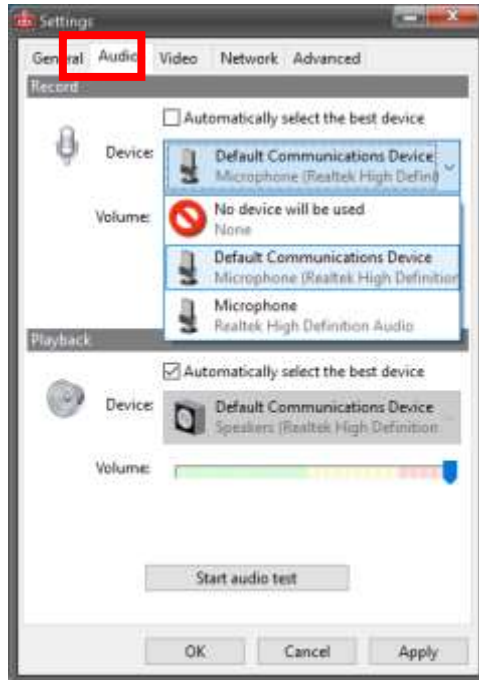 Settings
General Audio Video Network Advanced
Record
Automatically select the best device
Device:
Default Communications Device
Microphone (Realtek High Defini
Volume:
No device will be used
None
Default Communications Device
Microphone (Realtek High Definition
Microphone
Realtek High Definition Audio
Playback
Automatically select the best device
Device:
Default Communications Device
Speakers (Realtek High Definition
Volume:
Start audio test
OK Cancel Apply